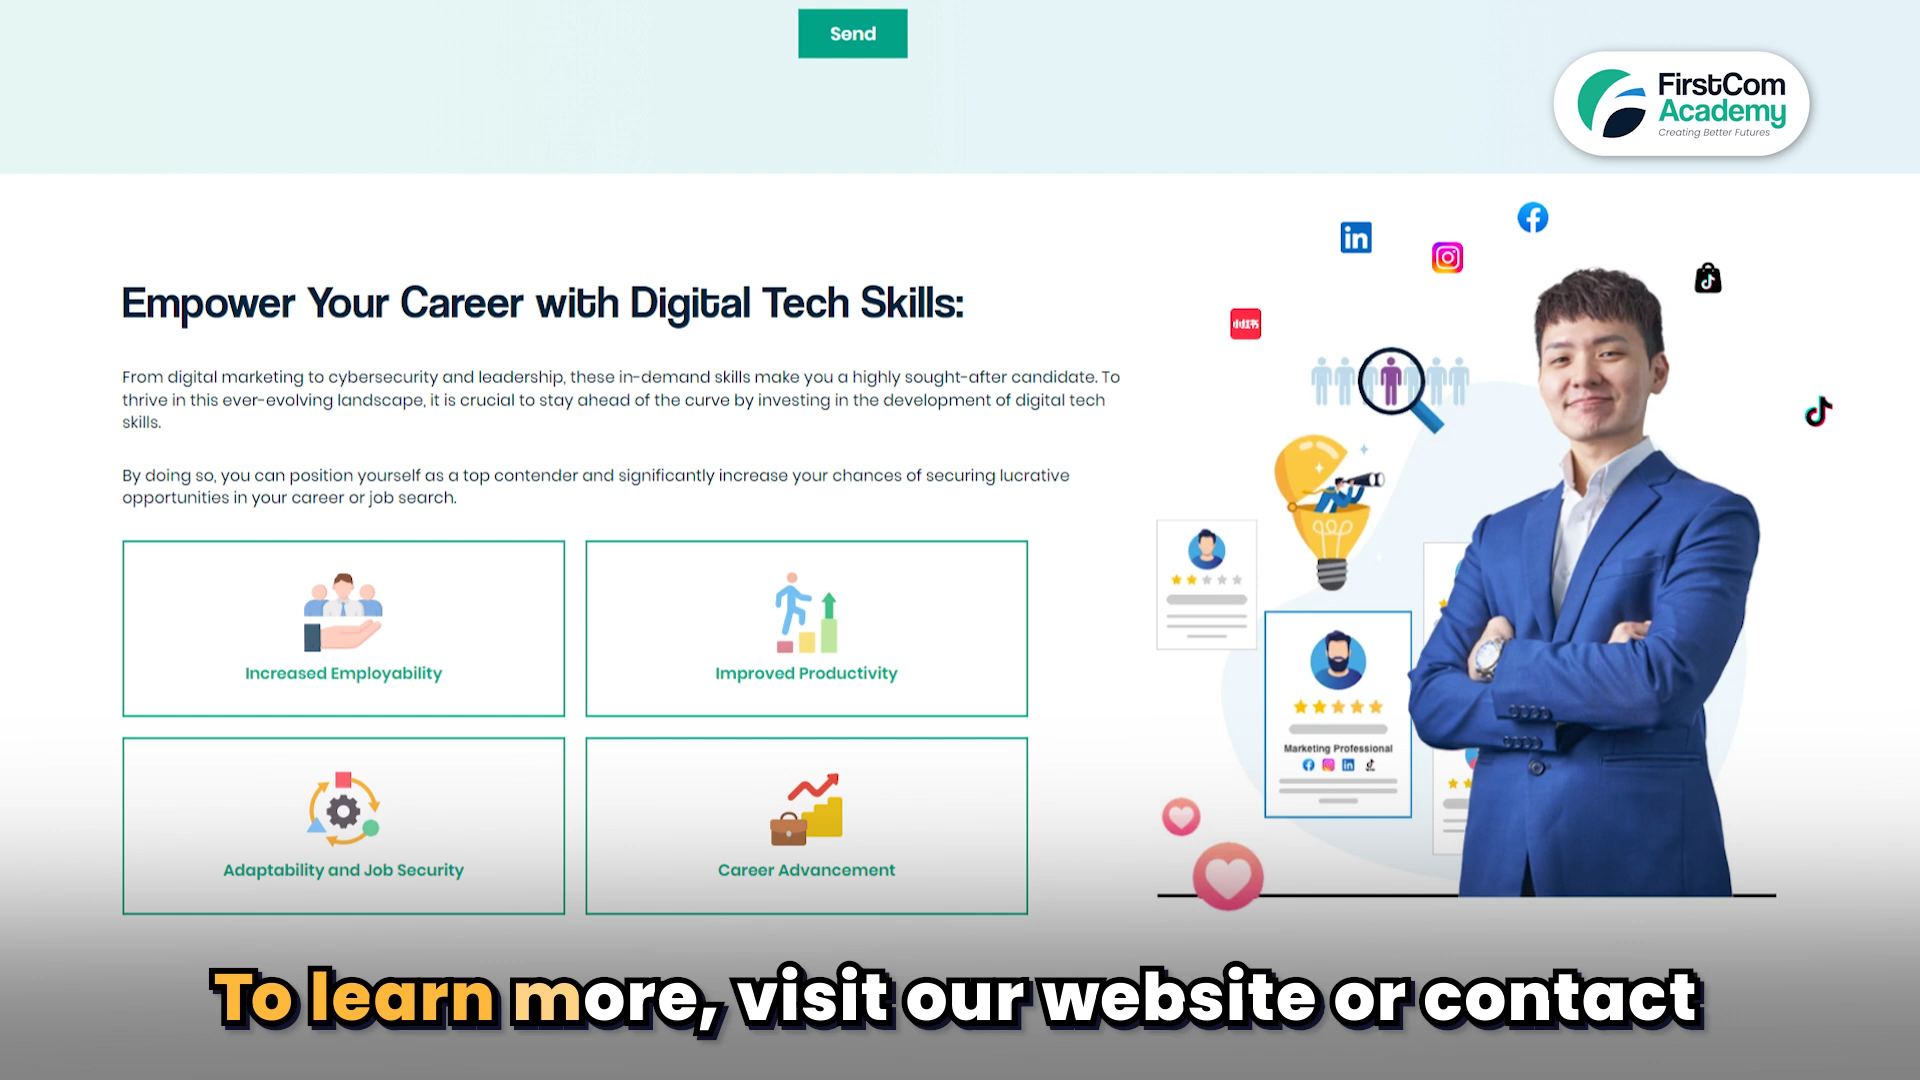 Send
FirstCom
Academy
Creating Better Futures
Empower Your Career with Digital Tech Skills:
From digital marketing to cybersecurity and leadership, these in-demand skills make you a highly sought-after candidate. To
thrive in this ever-evolving landscape, it is crucial to stay ahead of the curve by investing in the development of digital tech
skills.
By doing so, you can position yourself as a top contender and significantly increase your chances of securing lucrative
opportunities in your career or job search.
Increased Employability
Improved Productivity
Adaptability and Job Security
Career Advancement
in
小红书
Marketing Professional
in
To learn more, visit our website or contact